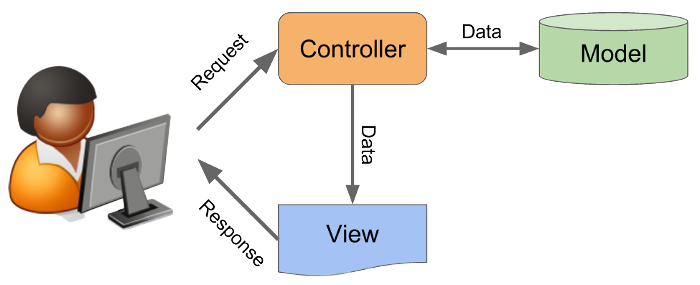 Request
Controller
Data
Model
Data
Response
View